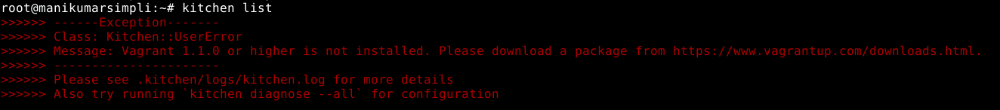 root@manikumarsimpli:~# kitchen list
>>>>>> ------Exception-------
>>>>>> Class: Kitchen::UserError
>>>>>> Message: Vagrant 1.1.0 or higher is not installed. Please download a package from https://www.vagrantup.com/downloads.html.
>>>>>> ----------------------
>>>>>> Please see .kitchen/logs/kitchen.log for more details
>>>>>> Also try running `kitchen diagnose --all` for configuration